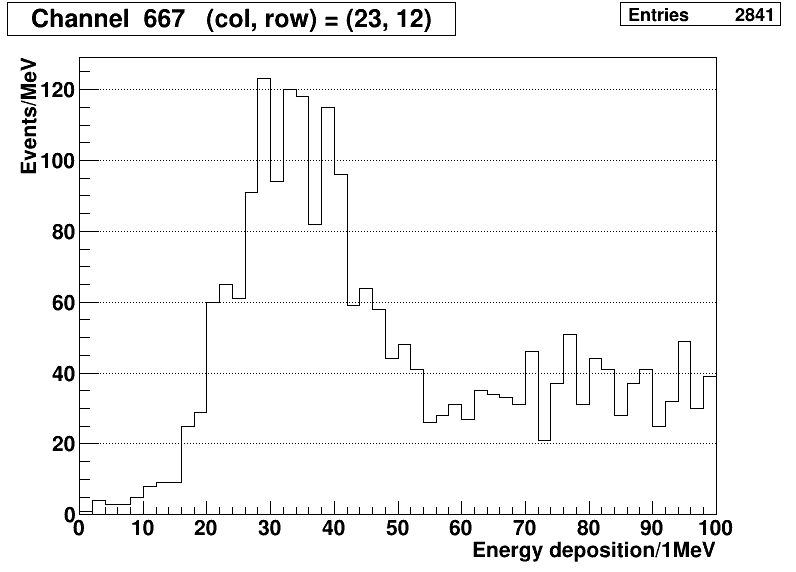 Channel 667 (col, row) = (23, 12)
Entries 2841
Events/MeV
120
100
80
60
40
20
0
0 10 20 30 40 50 60 70 80 90 100
Energy deposition/1MeV